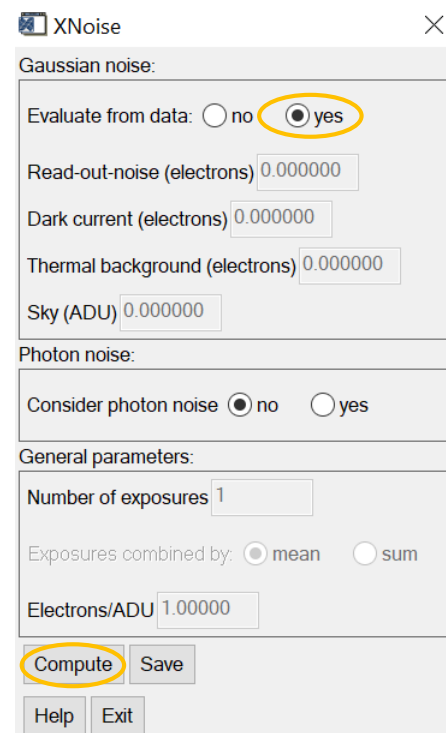 XNoise
Gaussian noise:
Evaluate from data: no yes
Read-out-noise (electrons) 0.000000
Dark current (electrons) 0.000000
Thermal background (electrons) 0.000000
Sky (ADU) 0.000000
Photon noise:
Consider photon noise no yes
General parameters:
Number of exposures 1
Exposures combined by: mean sum
Electrons/ADU 1.00000
Compute Save
Help Exit